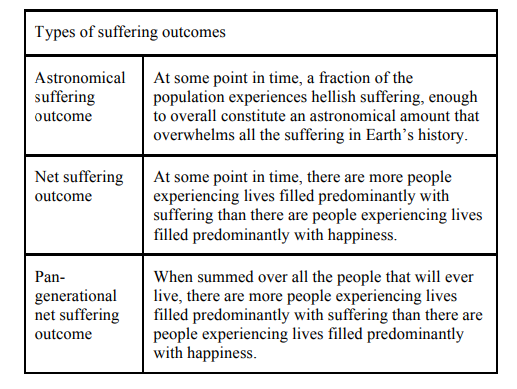 Types of suffering outcomes
Astronomical
suffering
outcome
At some point in time, a fraction of the
population experiences hellish suffering, enough
to overall constitute an astronomical amount that
overwhelms all the suffering in Earth's history.
Net suffering
outcome
At some point in time, there are more people
experiencing lives filled predominantly with
suffering than there are people experiencing lives
filled predominantly with happiness.
Pan-
generational
net suffering
outcome
When summed over all the people that will ever
live, there are more people experiencing lives
filled predominantly with suffering than there are
people experiencing lives filled predominantly
with happiness.